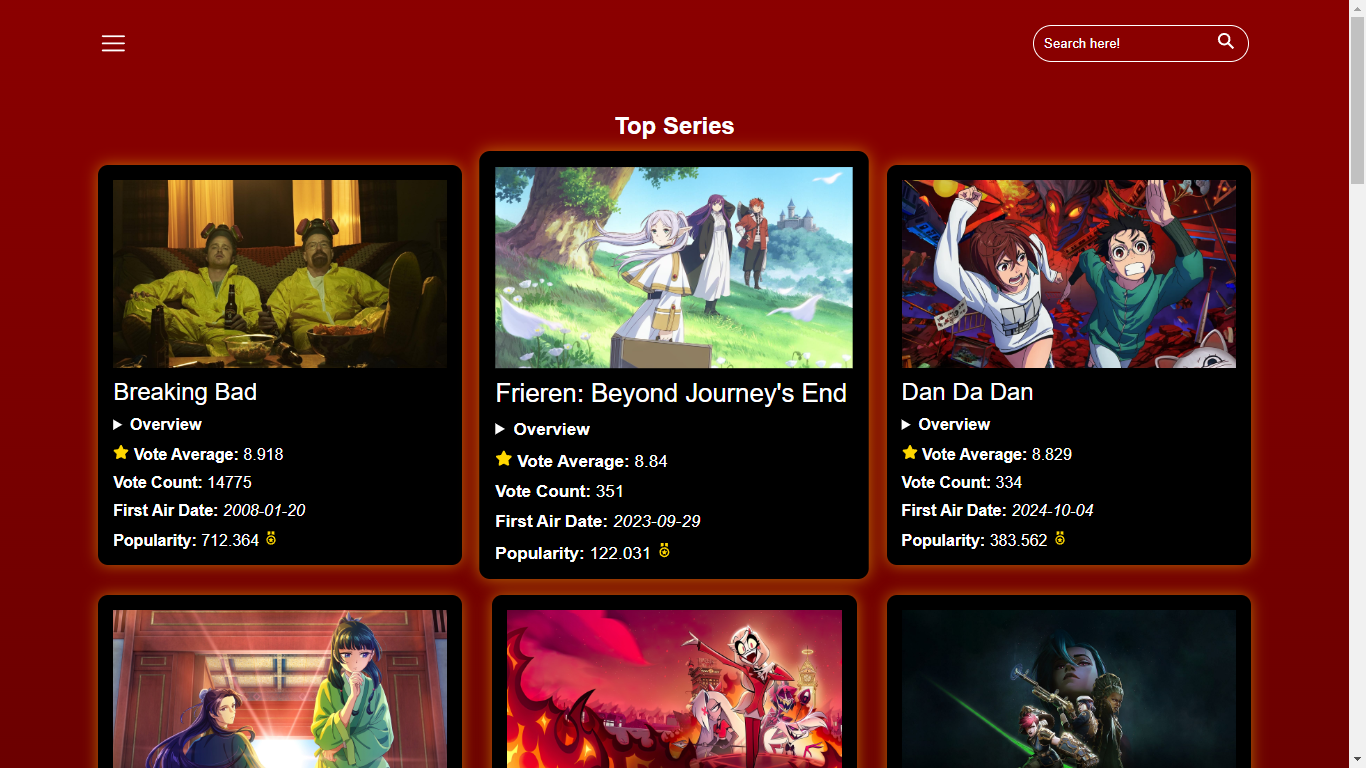 Search here!
Top Series
Breaking Bad
Overview
Vote Average: 8.918
Vote Count: 14775
First Air Date: 2008-01-20
Popularity: 712.364
Frieren: Beyond Journey's End
Overview
Vote Average: 8.84
Vote Count: 351
First Air Date: 2023-09-29
Popularity: 122.031
Dan Da Dan
Overview
Vote Average: 8.829
Vote Count: 334
First Air Date: 2024-10-04
Popularity: 383.562